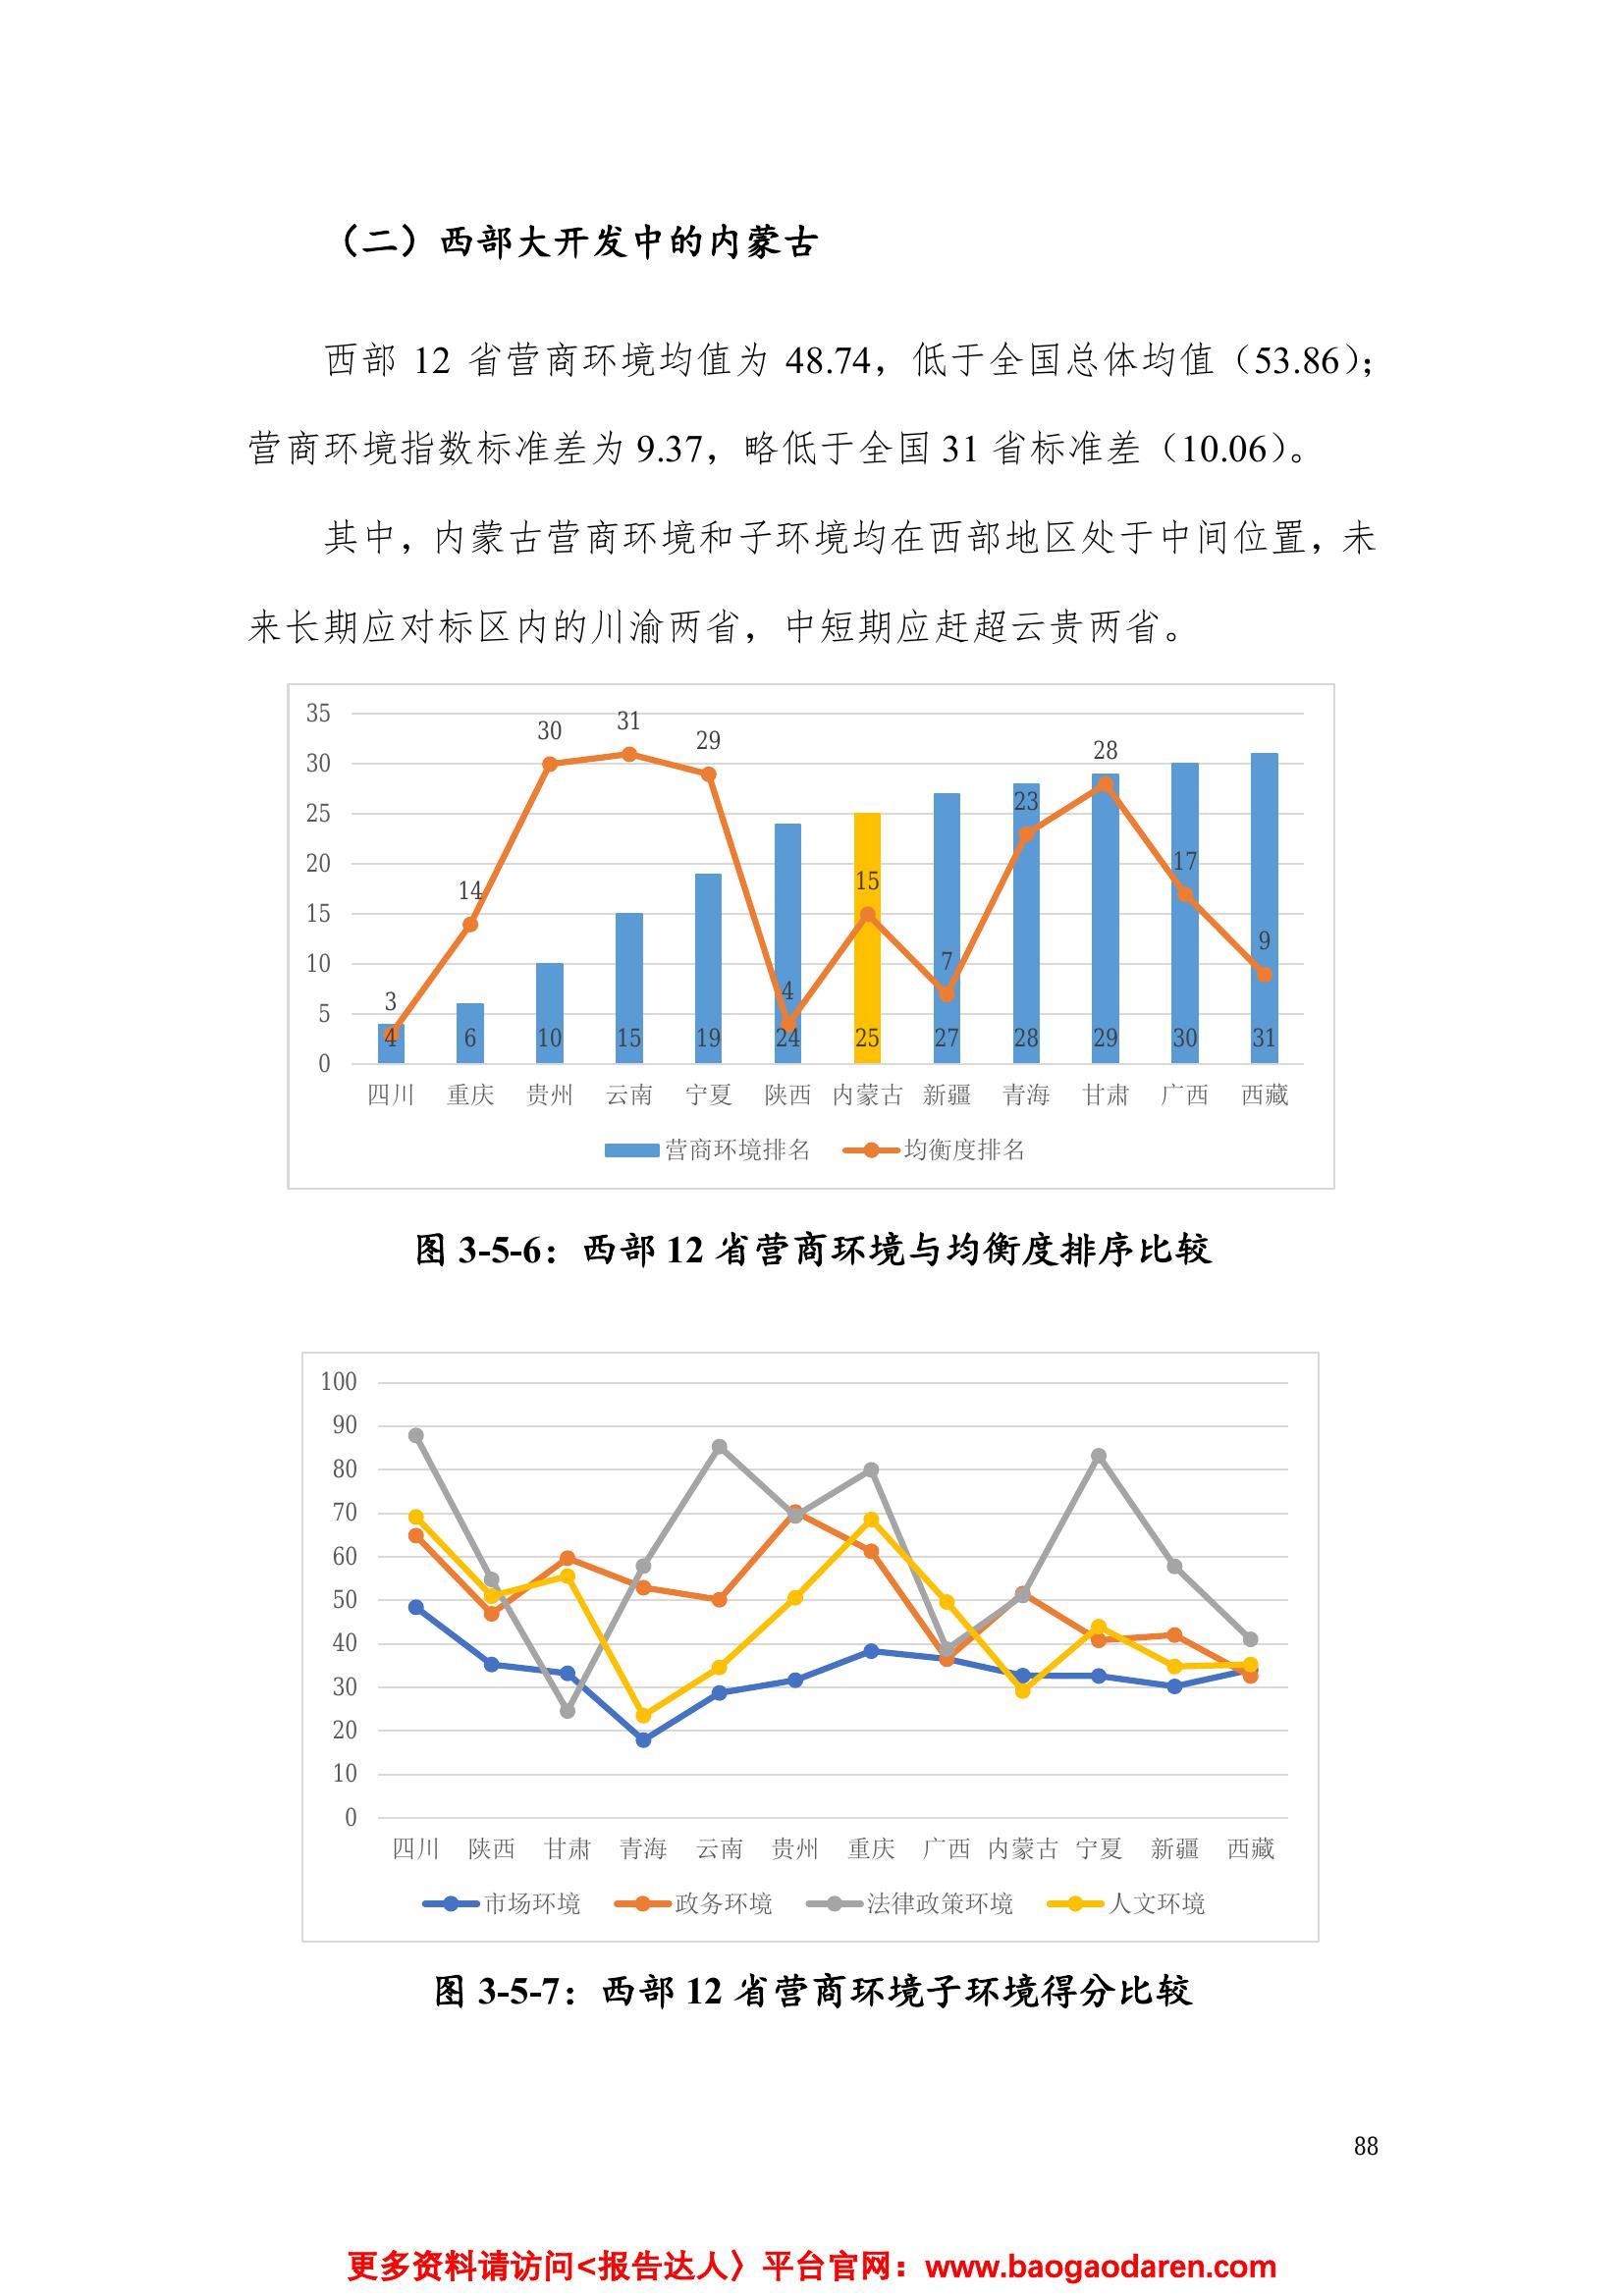 （二）西部大开发中的内蒙古
西部 12 省营商环境均值为 48.74，低于全国总体均值（53.86）；
营商环境指数标准差为 9.37，略低于全国 31 省标准差（10.06）。
其中，内蒙古营商环境和子环境均在西部地区处于中间位置，未
来长期应对标区内的川渝两省，中短期应赶超云贵两省。
35
30
25
20
15
10
5
0
3 14 30 31 29 4 15 7 23 28 17 9
4 6 10 15 19 24 25 27 28 29 30 31
四川 重庆 贵州 云南 宁夏 陕西 内蒙古 新疆 青海 甘肃 广西 西藏
营商环境排名 均衡度排名
图 3-5-6：西部 12 省营商环境与均衡度排序比较
100
90
80
70
60
50
40
30
20
10
0
四川 陕西 甘肃 青海 云南 贵州 重庆 广西 内蒙古 宁夏 新疆 西藏
市场环境 政务环境 法律政策环境 人文环境
图 3-5-7：西部 12 省营商环境子环境得分比较
88
更多资料请访问<报告达人〉平台官网：www.baogaodaren.com